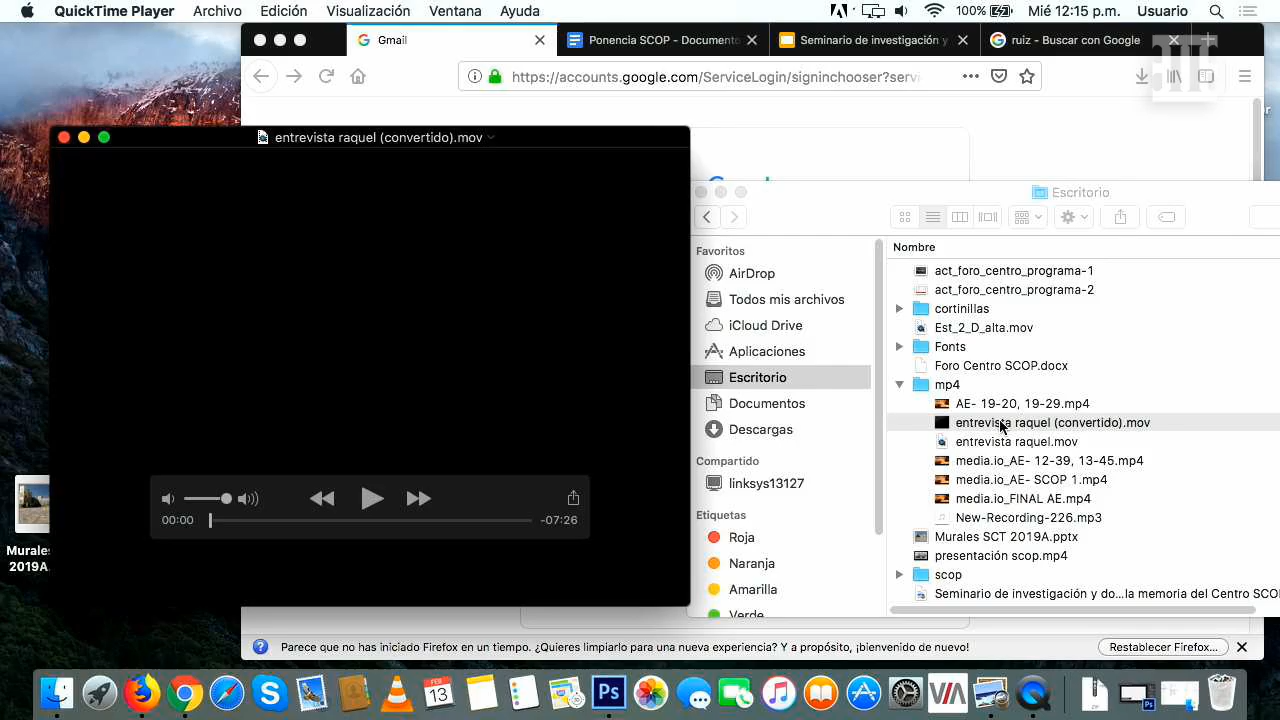 QuickTime Player Archivo Edición Visualización Ventana Ayuda 100% Mié 12:15 p.m. Usuario
Gmail Ponencia SCOP - Documento Seminario de investigación y ruiz - Buscar con Google
https://accounts.google.com/ServiceLogin/signinchooser?serv
entrevista raquel (convertido).mov
Escritorio
Favoritos
AirDrop
Todos mis archivos
iCloud Drive
Aplicaciones
Escritorio
Documentos
Descargas
Compartido
linksys13127
Etiquetas
Roja
Naranja
Amarilla
Verde
Nombre
act_foro_centro_programa-1
act_foro_centro_programa-2
cortinillas
Est_2_D_alta.mov
Fonts
Foro Centro SCOP.docx
mp4
AE- 19-20, 19-29.mp4
entrevista raquel (convertido).mov
entrevista raquel.mov
media.io_AE- 12-39, 13-45.mp4
media.io_AE- SCOP 1.mp4
media.io_FINAL AE.mp4
New-Recording-226.mp3
Murales SCT 2019A.pptx
presentación scop.mp4
scop
Seminario de investigación y do...la memoria del Centro SCO
00:00 -07:26
Murales
2019A.
Parece que no has iniciado Firefox en un tiempo. ¿Quieres limpiarlo para una nueva experiencia? Y a propósito, ¡bienvenido de nuevo! Restablecer Firefox...
FEB
13
Ps
VIA